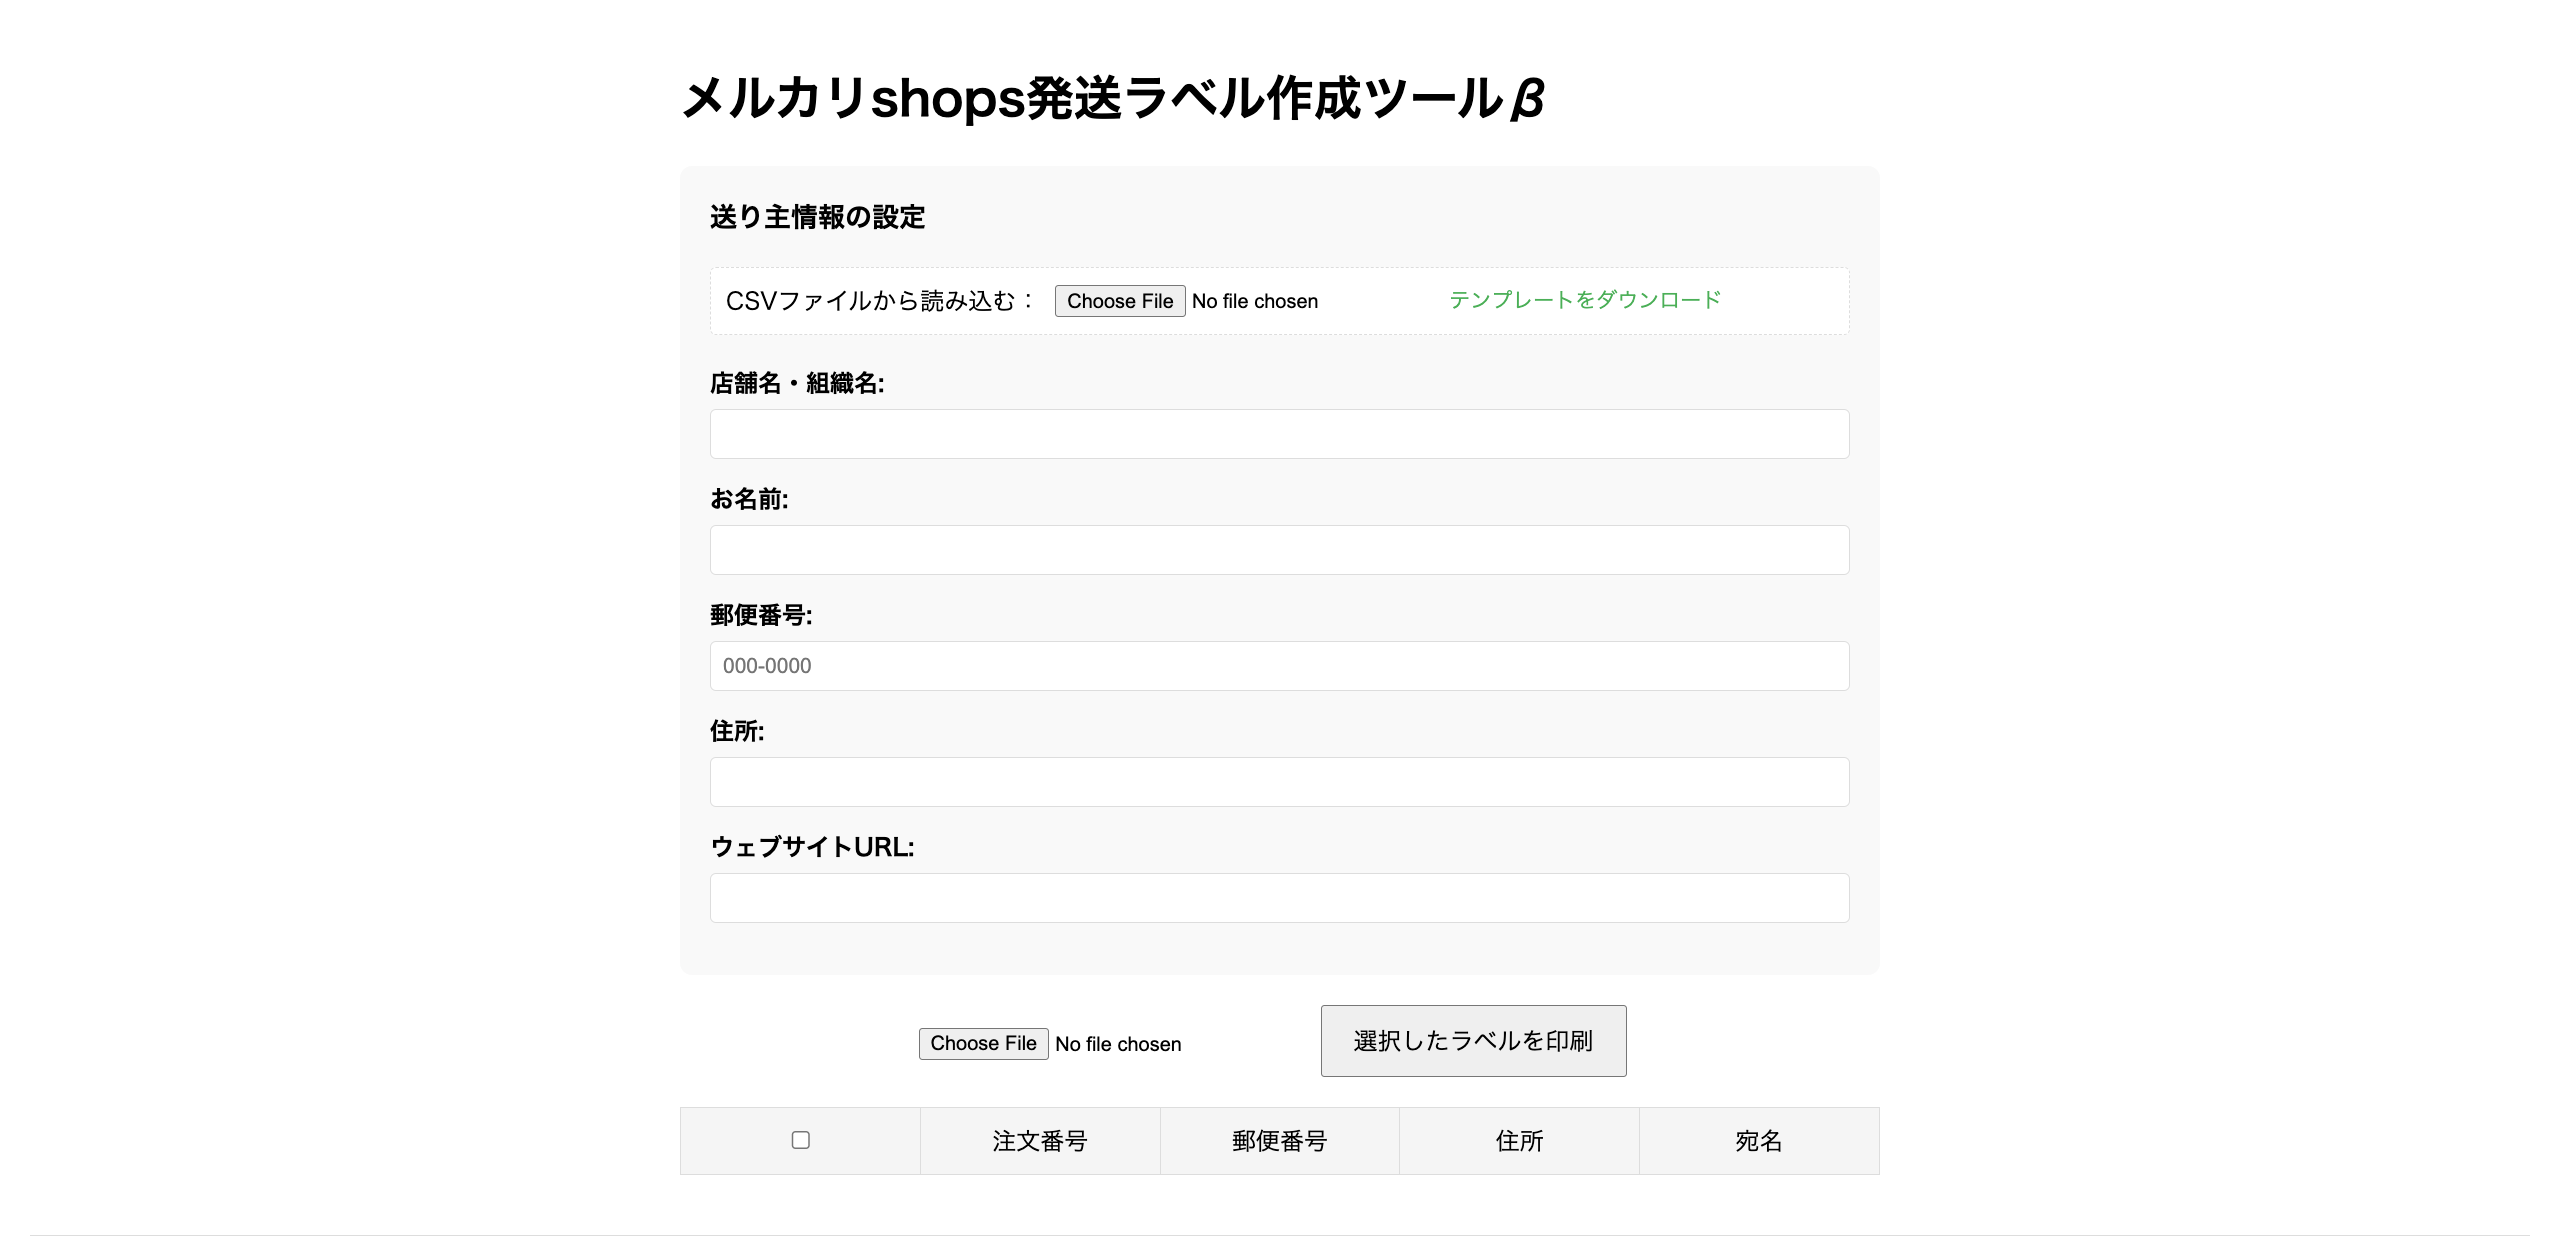 メルカリshops発送ラベル作成ツールβ
送り主情報の設定
CSVファイルから読み込む： Choose File No file chosen テンプレートをダウンロード
店舗名・組織名:
お名前:
郵便番号:
000-0000
住所:
ウェブサイトURL:
Choose File No file chosen 選択したラベルを印刷
注文番号 郵便番号 住所 宛名